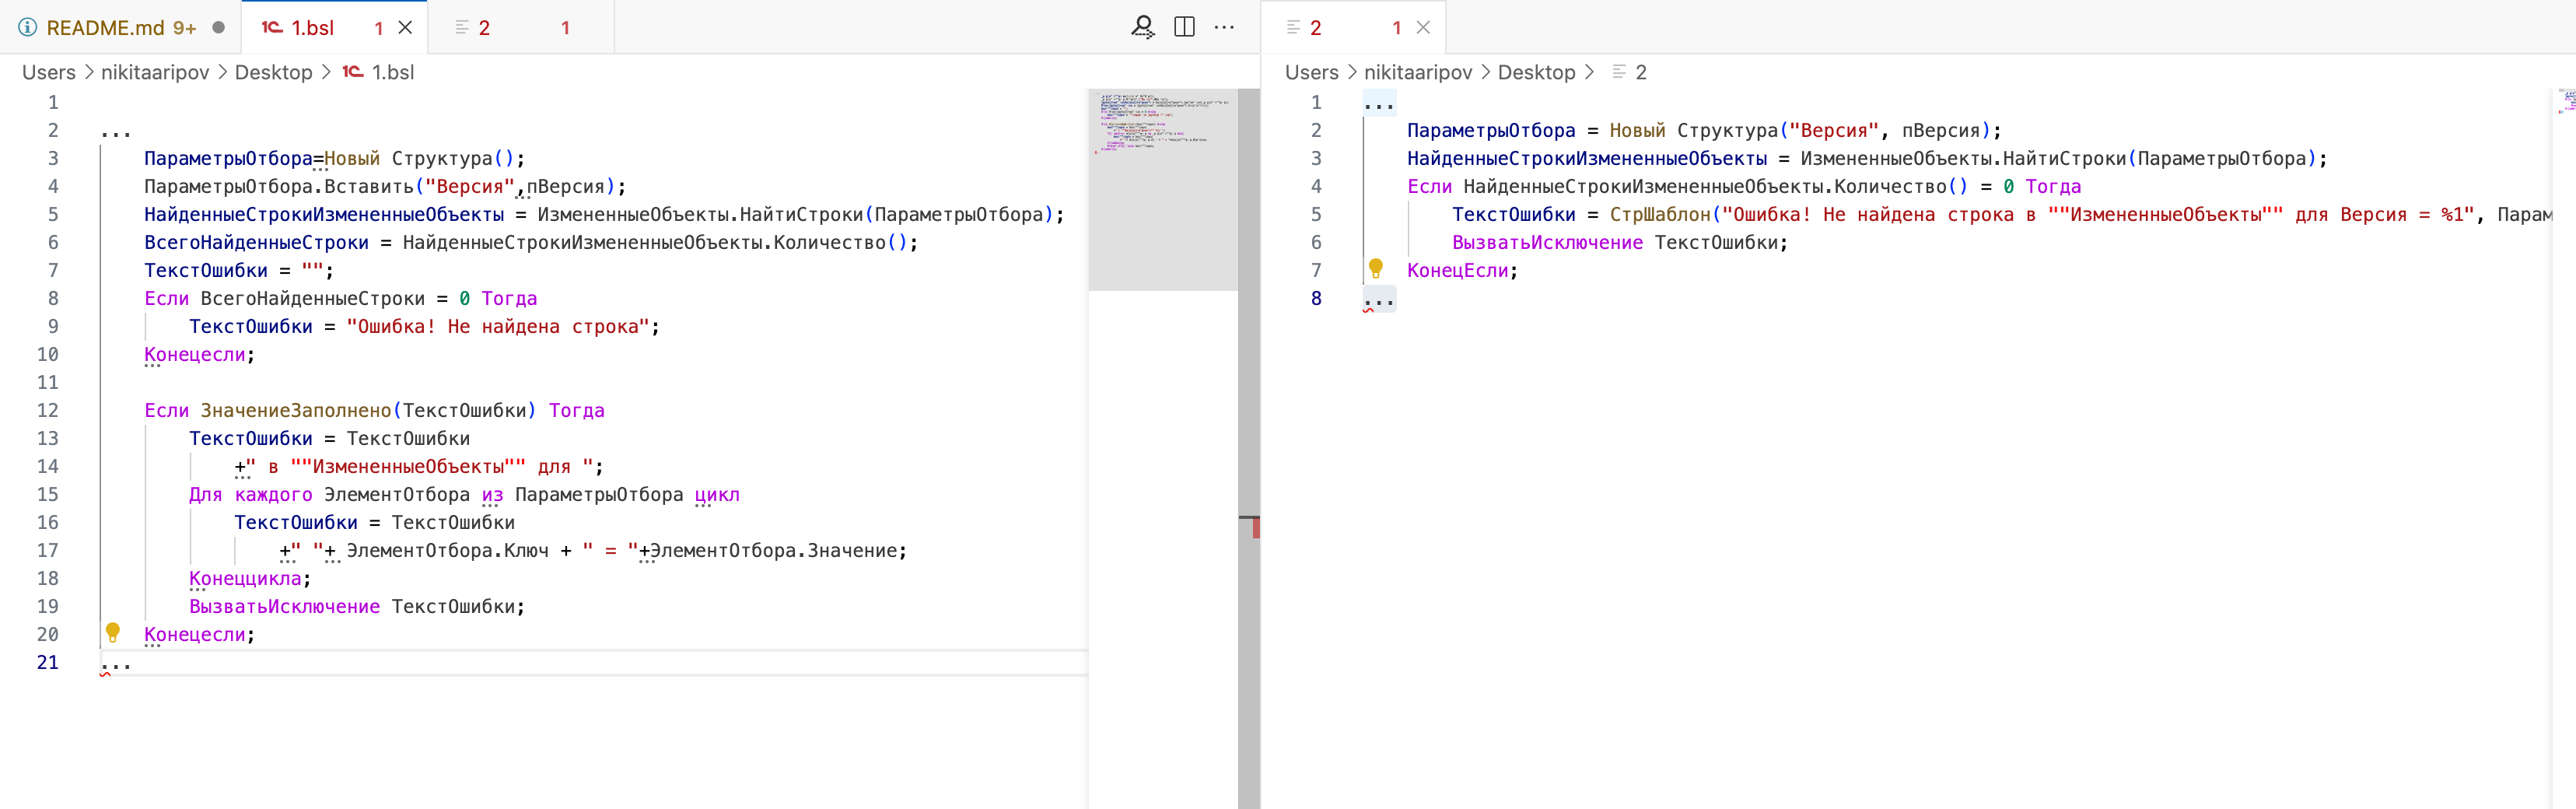 README.md 9+
1.bsl 1
2 1
Users > nikitaaripov > Desktop > 1.bsl
1
2 ...
3 ПараметрыОтбора=Новый Структура();
4 ПараметрыОтбора.Вставить("Версия",пВерсия);
5 НайденныеСтрокиИзмененныеОбъекты = ИзмененныеОбъекты.НайтиСтроки(ПараметрыОтбора);
6 ВсегоНайденныеСтроки = НайденныеСтрокиИзмененныеОбъекты.Количество();
7 ТекстОшибки = "";
8 Если ВсегоНайденныеСтроки = 0 Тогда
9 ТекстОшибки = "Ошибка! Не найдена строка";
10 Конецесли;
11
12 Если ЗначениеЗаполнено(ТекстОшибки) Тогда
13 ТекстОшибки = ТекстОшибки
14 +" в ""ИзмененныеОбъекты"" для ";
15 Для каждого ЭлементОтбора из ПараметрыОтбора цикл
16 ТекстОшибки = ТекстОшибки
17 +" "+ ЭлементОтбора.Ключ + " = "+ЭлементОтбора.Значение;
18 Конеццикла;
19 ВызватьИсключение ТекстОшибки;
20 Конецесли;
21 ...
2 1
Users > nikitaaripov > Desktop > 2
1 ...
2 ПараметрыОтбора = Новый Структура("Версия", пВерсия);
3 НайденныеСтрокиИзмененныеОбъекты = ИзмененныеОбъекты.НайтиСтроки(ПараметрыОтбора);
4 Если НайденныеСтрокиИзмененныеОбъекты.Количество() = 0 Тогда
5 ТекстОшибки = СтрШаблон("Ошибка! Не найдена строка в ""ИзмененныеОбъекты"" для Версия = %1", Парам
6 ВызватьИсключение ТекстОшибки;
7 КонецЕсли;
8 ...